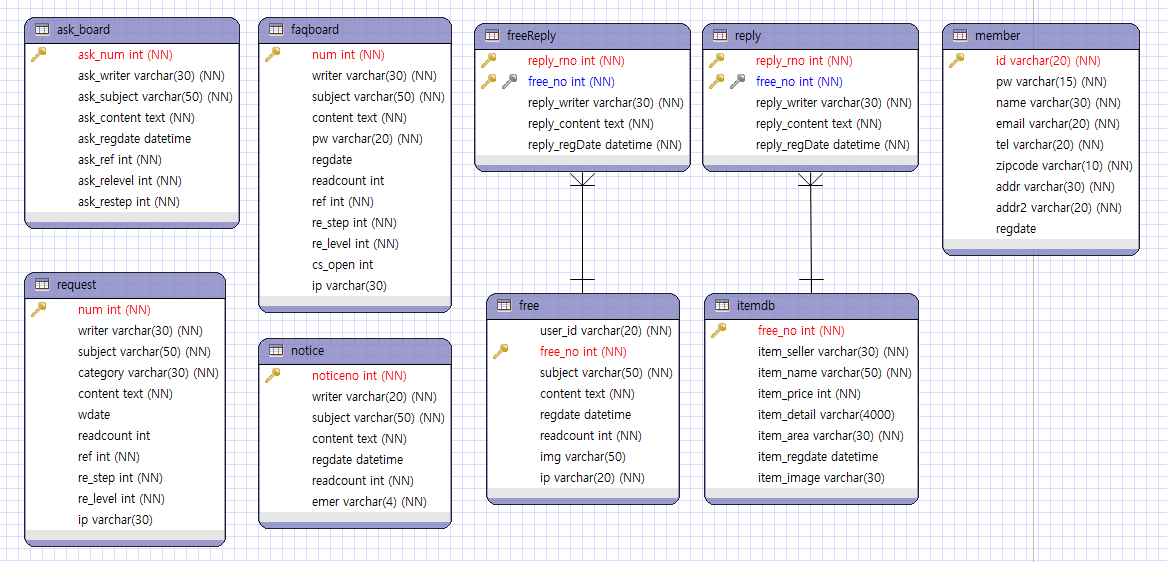 ask_board
ask_num int (NN)
ask_writer varchar(30) (NN)
ask_subject varchar(50) (NN)
ask_content text (NN)
ask_regdate datetime
ask_ref int (NN)
ask_relevel int (NN)
ask_restep int (NN)
faqboard
num int (NN)
writer varchar(30) (NN)
subject varchar(50) (NN)
content text (NN)
pw varchar(20) (NN)
regdate
readcount int
ref int (NN)
re_step int (NN)
re_level int (NN)
cs_open int
ip varchar(30)
freeReply
reply_rno int (NN)
free_no int (NN)
reply_writer varchar(30) (NN)
reply_content text (NN)
reply_regDate datetime (NN)
reply
reply_rno int (NN)
free_no int (NN)
reply_writer varchar(30) (NN)
reply_content text (NN)
reply_regDate datetime (NN)
member
id varchar(20) (NN)
pw varchar(15) (NN)
name varchar(30) (NN)
email varchar(20) (NN)
tel varchar(20) (NN)
zipcode varchar(10) (NN)
addr varchar(30) (NN)
addr2 varchar(20) (NN)
regdate
request
num int (NN)
writer varchar(30) (NN)
subject varchar(50) (NN)
category varchar(30) (NN)
content text (NN)
wdate
readcount int
ref int (NN)
re_step int (NN)
re_level int (NN)
ip varchar(30)
notice
noticeno int (NN)
writer varchar(20) (NN)
subject varchar(50) (NN)
content text (NN)
regdate datetime
readcount int (NN)
emer varchar(4) (NN)
free
user_id varchar(20) (NN)
free_no int (NN)
subject varchar(50) (NN)
content text (NN)
regdate datetime
readcount int (NN)
img varchar(50)
ip varchar(20) (NN)
itemdb
free_no int (NN)
item_seller varchar(30) (NN)
item_name varchar(50) (NN)
item_price int (NN)
item_detail varchar(4000)
item_area varchar(30) (NN)
item_regdate datetime
item_image varchar(30)